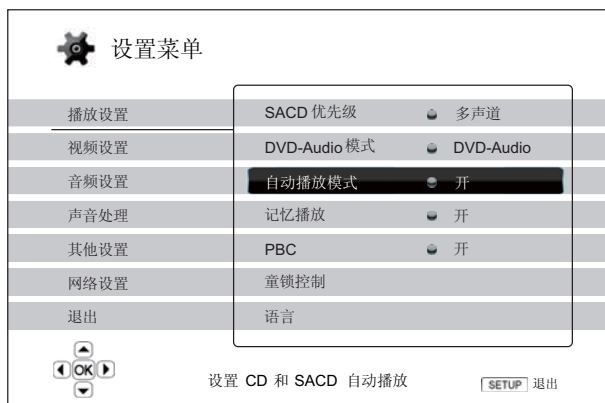 设置菜单
播放设置 SACD 优先级 多声道
视频设置 DVD-Audio 模式 DVD-Audio
音频设置 自动播放模式 开
声音处理 记忆播放 开
其他设置 PBC 开
网络设置 童锁控制
退出 语言
OK 设置 CD 和 SACD 自动播放 SETUP 退出